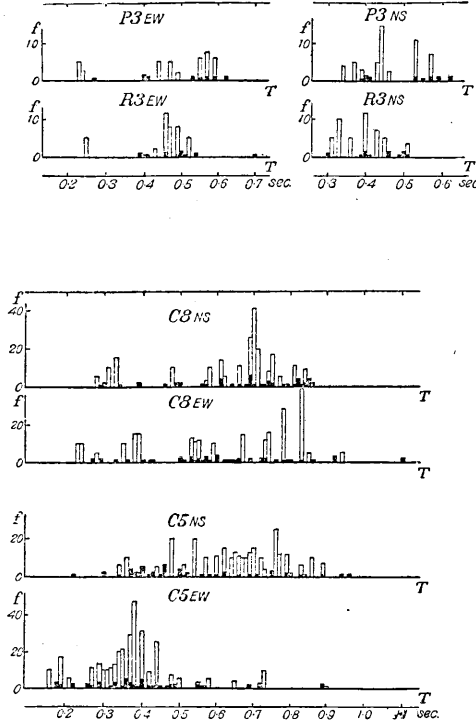 P3 EW
f
10
0
T
P3 NS
f
10
0
T
R3 EW
10
0
T
0·2 0·3 0·4 0·5 0·6 0·7 sec.
R3 NS
f
10
0
T
0·3 0·4 0·5 0·6 sec.
C8 NS
f
40
20
0
T
C8 EW
f
20
0
T
C5 NS
f
20
0
T
C5 EW
f
40
20
0
T
0·2 0·3 0·4 0·5 0·6 0·7 0·8 0·9 1·0 1·1 sec.